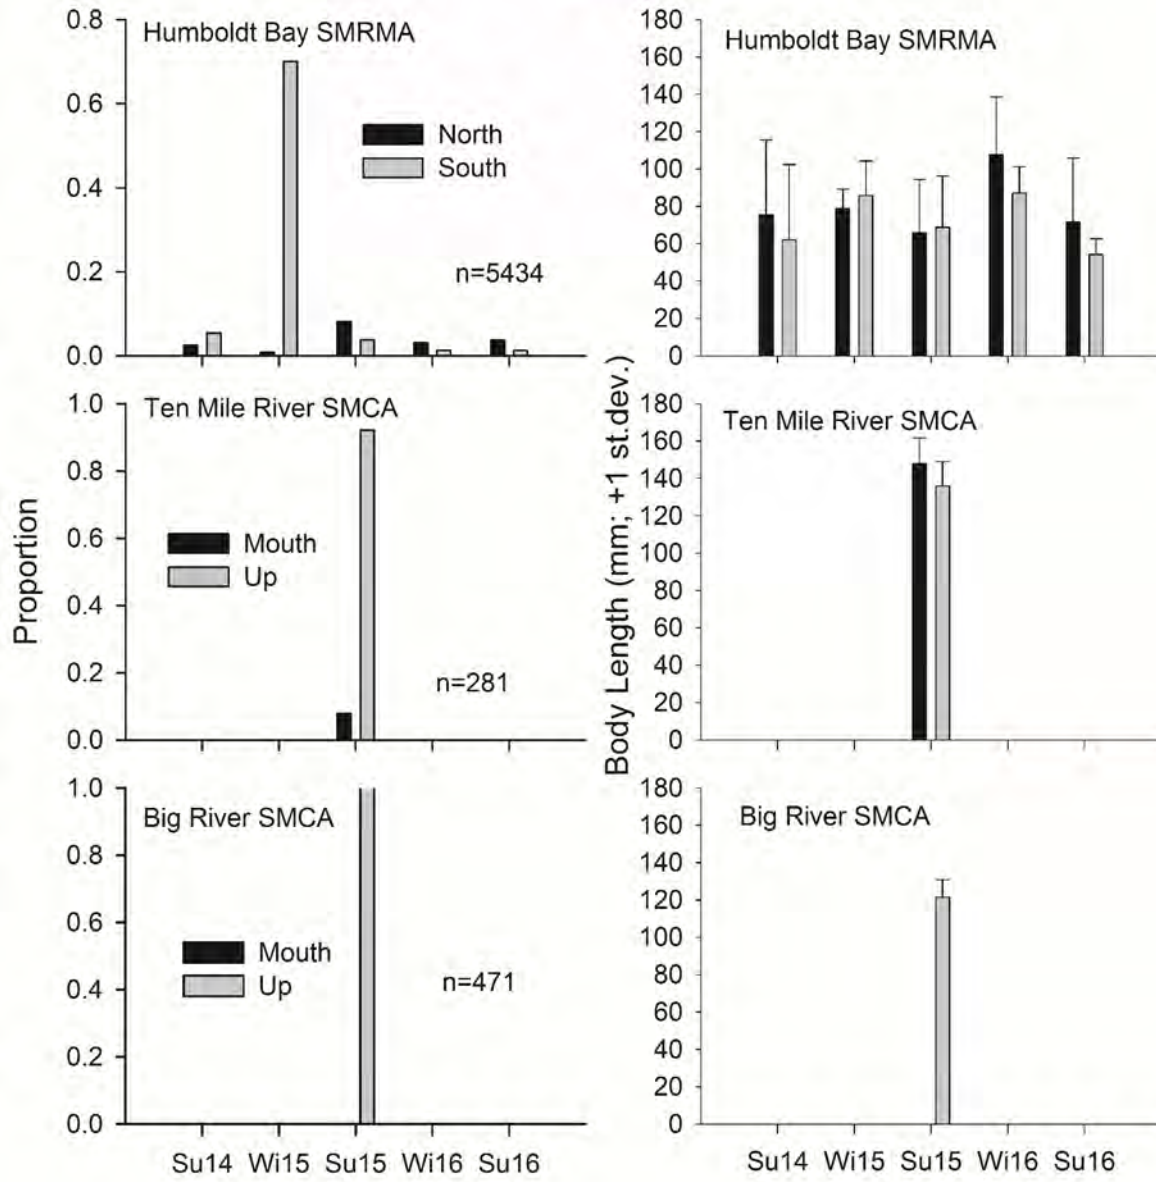 Humboldt Bay SMRMA
0.8
0.6
0.4
0.2
0.0
North
South
n=5434
Humboldt Bay SMRMA
180
160
140
120
100
80
60
40
20
0
Ten Mile River SMCA
1.0
0.8
0.6
0.4
0.2
0.0
Mouth
Up
n=281
Proportion
Ten Mile River SMCA
180
160
140
120
100
80
60
40
20
0
Body Length (mm; +1 st.dev.)
Big River SMCA
1.0
0.8
0.6
0.4
0.2
0.0
Mouth
Up
n=471
Su14 Wi15 Su15 Wi16 Su16
Big River SMCA
180
160
140
120
100
80
60
40
20
0
Su14 Wi15 Su15 Wi16 Su16